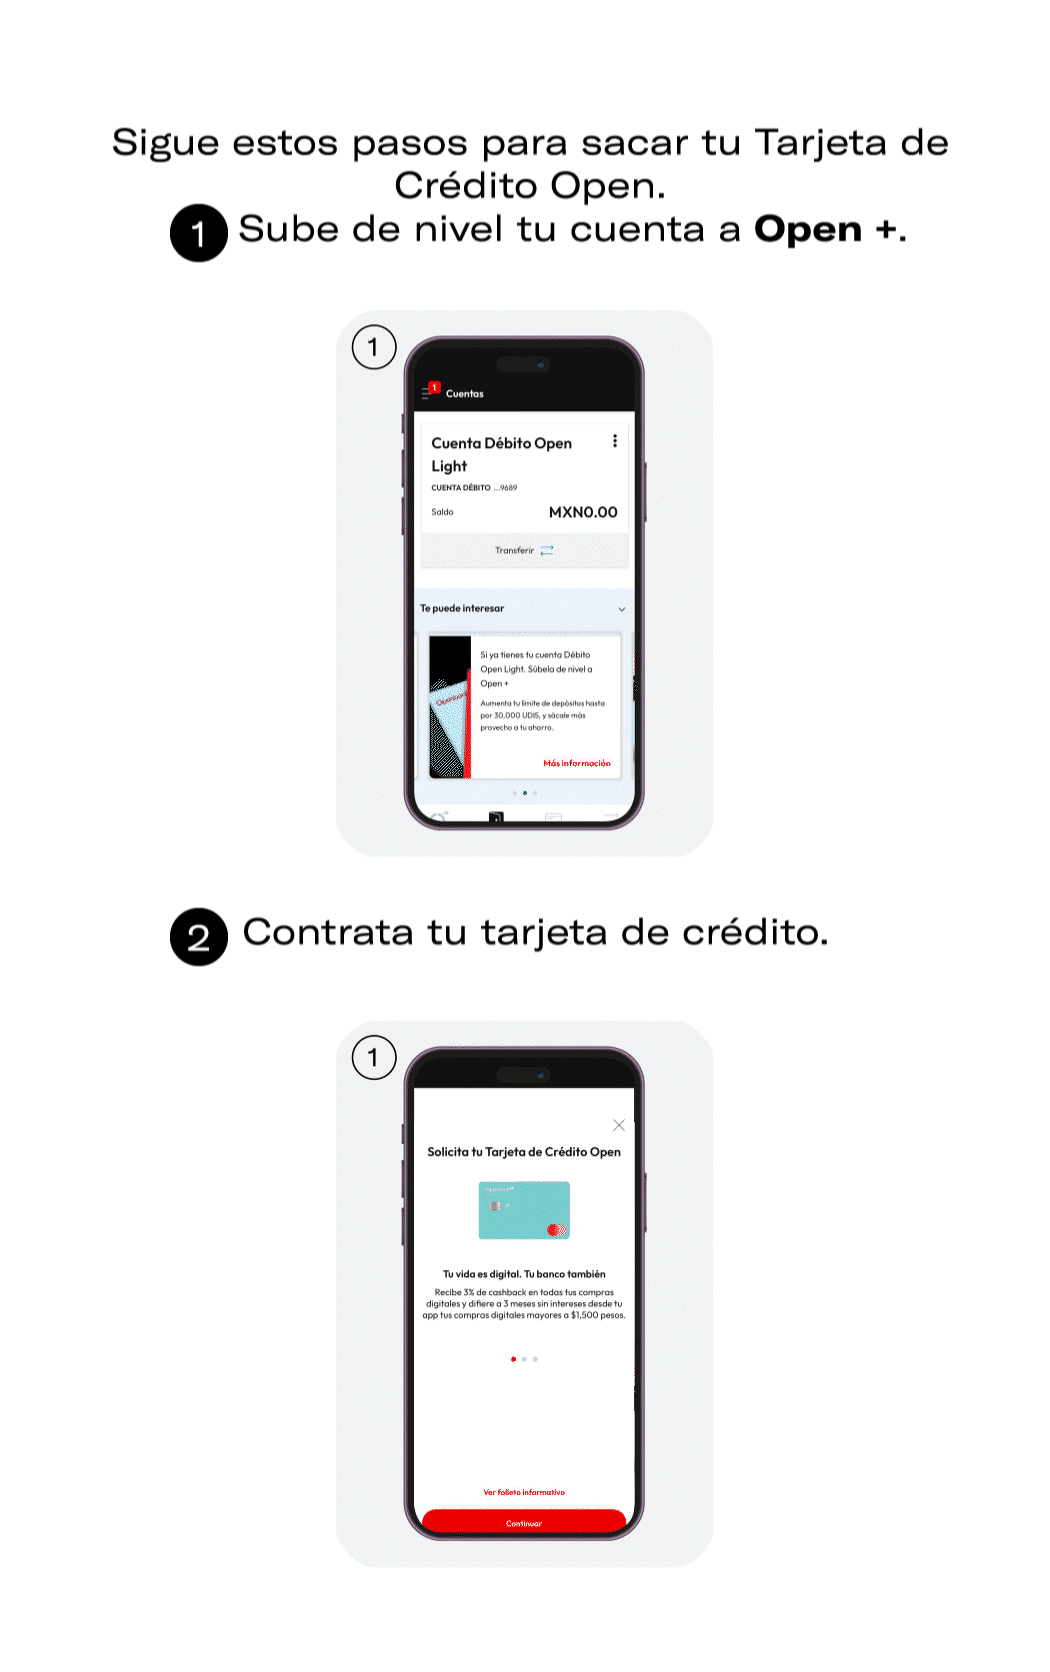 Sigue estos pasos para sacar tu Tarjeta de
Crédito Open.
1 Sube de nivel tu cuenta a Open +.
1
1
Cuentas
Cuenta Débito Open
Light
CUENTA DÉBITO ...9689
Saldo MXN0.00
Transferir
Te puede interesar
Si ya tienes tu cuenta Débito
Open Light. Súbela de nivel a
Open +
Aumenta tu límite de depósitos hasta
por 30,000 UDIS, y sácale más
provecho a tu ahorro.
Más información
2 Contrata tu tarjeta de crédito.
1
Solicita tu Tarjeta de Crédito Open
Tu vida es digital. Tu banco también
Recibe 3% de cashback en todas tus compras
digitales y difiere a 3 meses sin intereses desde tu
app tus compras digitales mayores a $1,500 pesos.
Ver folleto informativo
Continuar